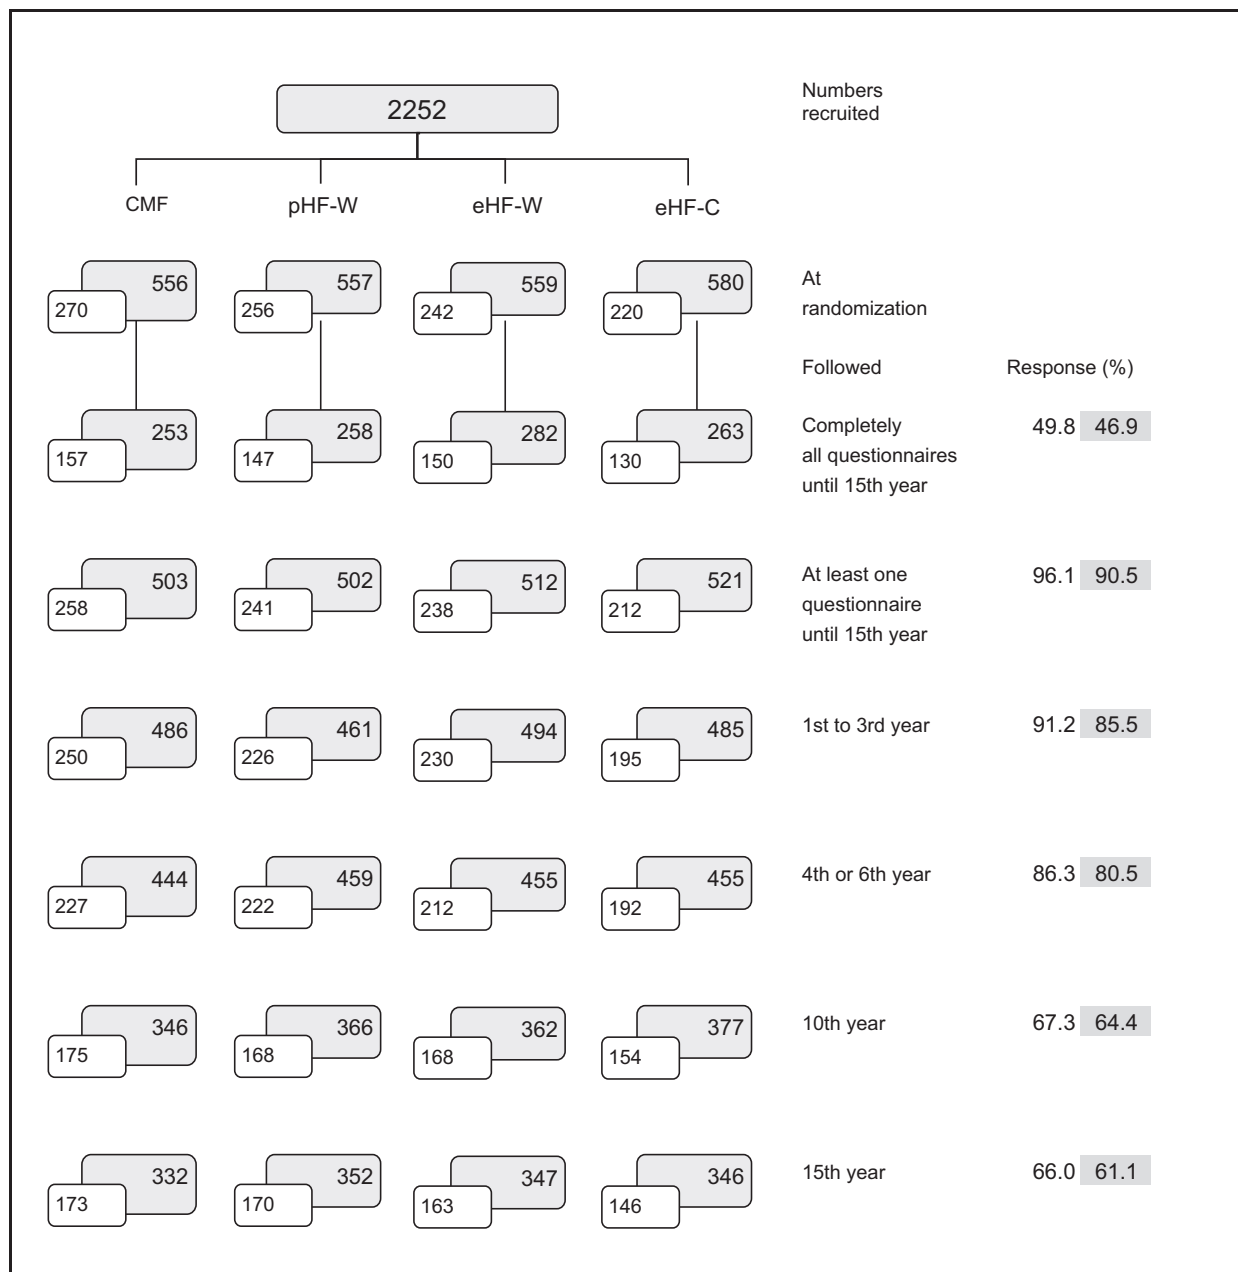 2252
Numbers
recruited
CMF pHF-W eHF-W eHF-C
556 557 559 580 At
270 256 242 220 randomization
Followed Response (%)
253 258 282 263 Completely 49.8 46.9
157 147 150 130 all questionnaires
until 15th year
503 502 512 521 At least one 96.1 90.5
258 241 238 212 questionnaire
until 15th year
486 461 494 485 1st to 3rd year 91.2 85.5
250 226 230 195
444 459 455 455 4th or 6th year 86.3 80.5
227 222 212 192
346 366 362 377 10th year 67.3 64.4
175 168 168 154
332 352 347 346 15th year 66.0 61.1
173 170 163 146